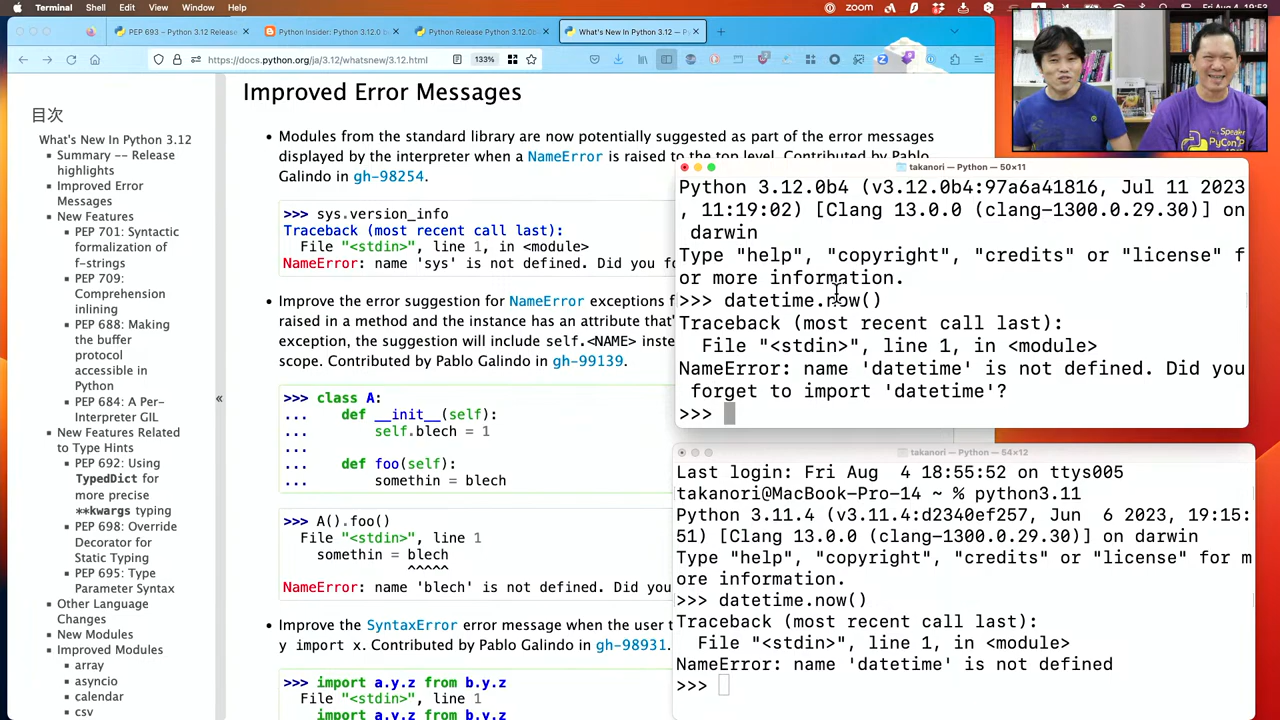 Terminal Shell Edit View Window Help
zoom
Fri Aug 4 19:53
PEP 693 – Python 3.12 Release
Python Insider: Python 3.12.0 b
Python Release Python 3.12.0b
What's New In Python 3.12 — P
https://docs.python.org/ja/3.12/whatsnew/3.12.html
133%
目次
What's New In Python 3.12
Summary -- Release
highlights
Improved Error
Messages
New Features
PEP 701: Syntactic
formalization of
f-strings
PEP 709:
Comprehension
inlining
PEP 688: Making
the buffer
protocol
accessible in
Python
PEP 684: A Per-
Interpreter GIL
New Features Related
to Type Hints
PEP 692: Using
TypedDict for
more precise
**kwargs typing
PEP 698: Override
Decorator for
Static Typing
PEP 695: Type
Parameter Syntax
Other Language
Changes
New Modules
Improved Modules
array
asyncio
calendar
csv
«
Improved Error Messages
• Modules from the standard library are now potentially suggested as part of the error messages
displayed by the interpreter when a NameError is raised to the top level. Contributed by Pablo
Galindo in gh-98254.
>>> sys.version_info
Traceback (most recent call last):
File "<stdin>", line 1, in <module>
NameError: name 'sys' is not defined. Did you fo
• Improve the error suggestion for NameError exceptions f
raised in a method and the instance has an attribute that'
exception, the suggestion will include self.<NAME> inste
scope. Contributed by Pablo Galindo in gh-99139.
>>> class A:
... def __init__(self):
... self.blech = 1
...
... def foo(self):
... somethin = blech
>>> A().foo()
File "<stdin>", line 1
somethin = blech
^^^^^
NameError: name 'blech' is not defined. Did you
• Improve the SyntaxError error message when the user t
y import x. Contributed by Pablo Galindo in gh-98931.
>>> import a.y.z from b.y.z
File "<stdin>", line 1
import a.y.z from b.y.z
takanori — Python — 50×11
Python 3.12.0b4 (v3.12.0b4:97a6a41816, Jul 11 2023
, 11:19:02) [Clang 13.0.0 (clang-1300.0.29.30)] on
darwin
Type "help", "copyright", "credits" or "license" f
or more information.
>>> datetime.now()
Traceback (most recent call last):
File "<stdin>", line 1, in <module>
NameError: name 'datetime' is not defined. Did you
forget to import 'datetime'?
>>>
takanori — Python — 54×12
Last login: Fri Aug 4 18:55:52 on ttys005
takanori@MacBook-Pro-14 ~ % python3.11
Python 3.11.4 (v3.11.4:d2340ef257, Jun 6 2023, 19:15:
51) [Clang 13.0.0 (clang-1300.0.29.30)] on darwin
Type "help", "copyright", "credits" or "license" for m
ore information.
>>> datetime.now()
Traceback (most recent call last):
File "<stdin>", line 1, in <module>
NameError: name 'datetime' is not defined
>>>